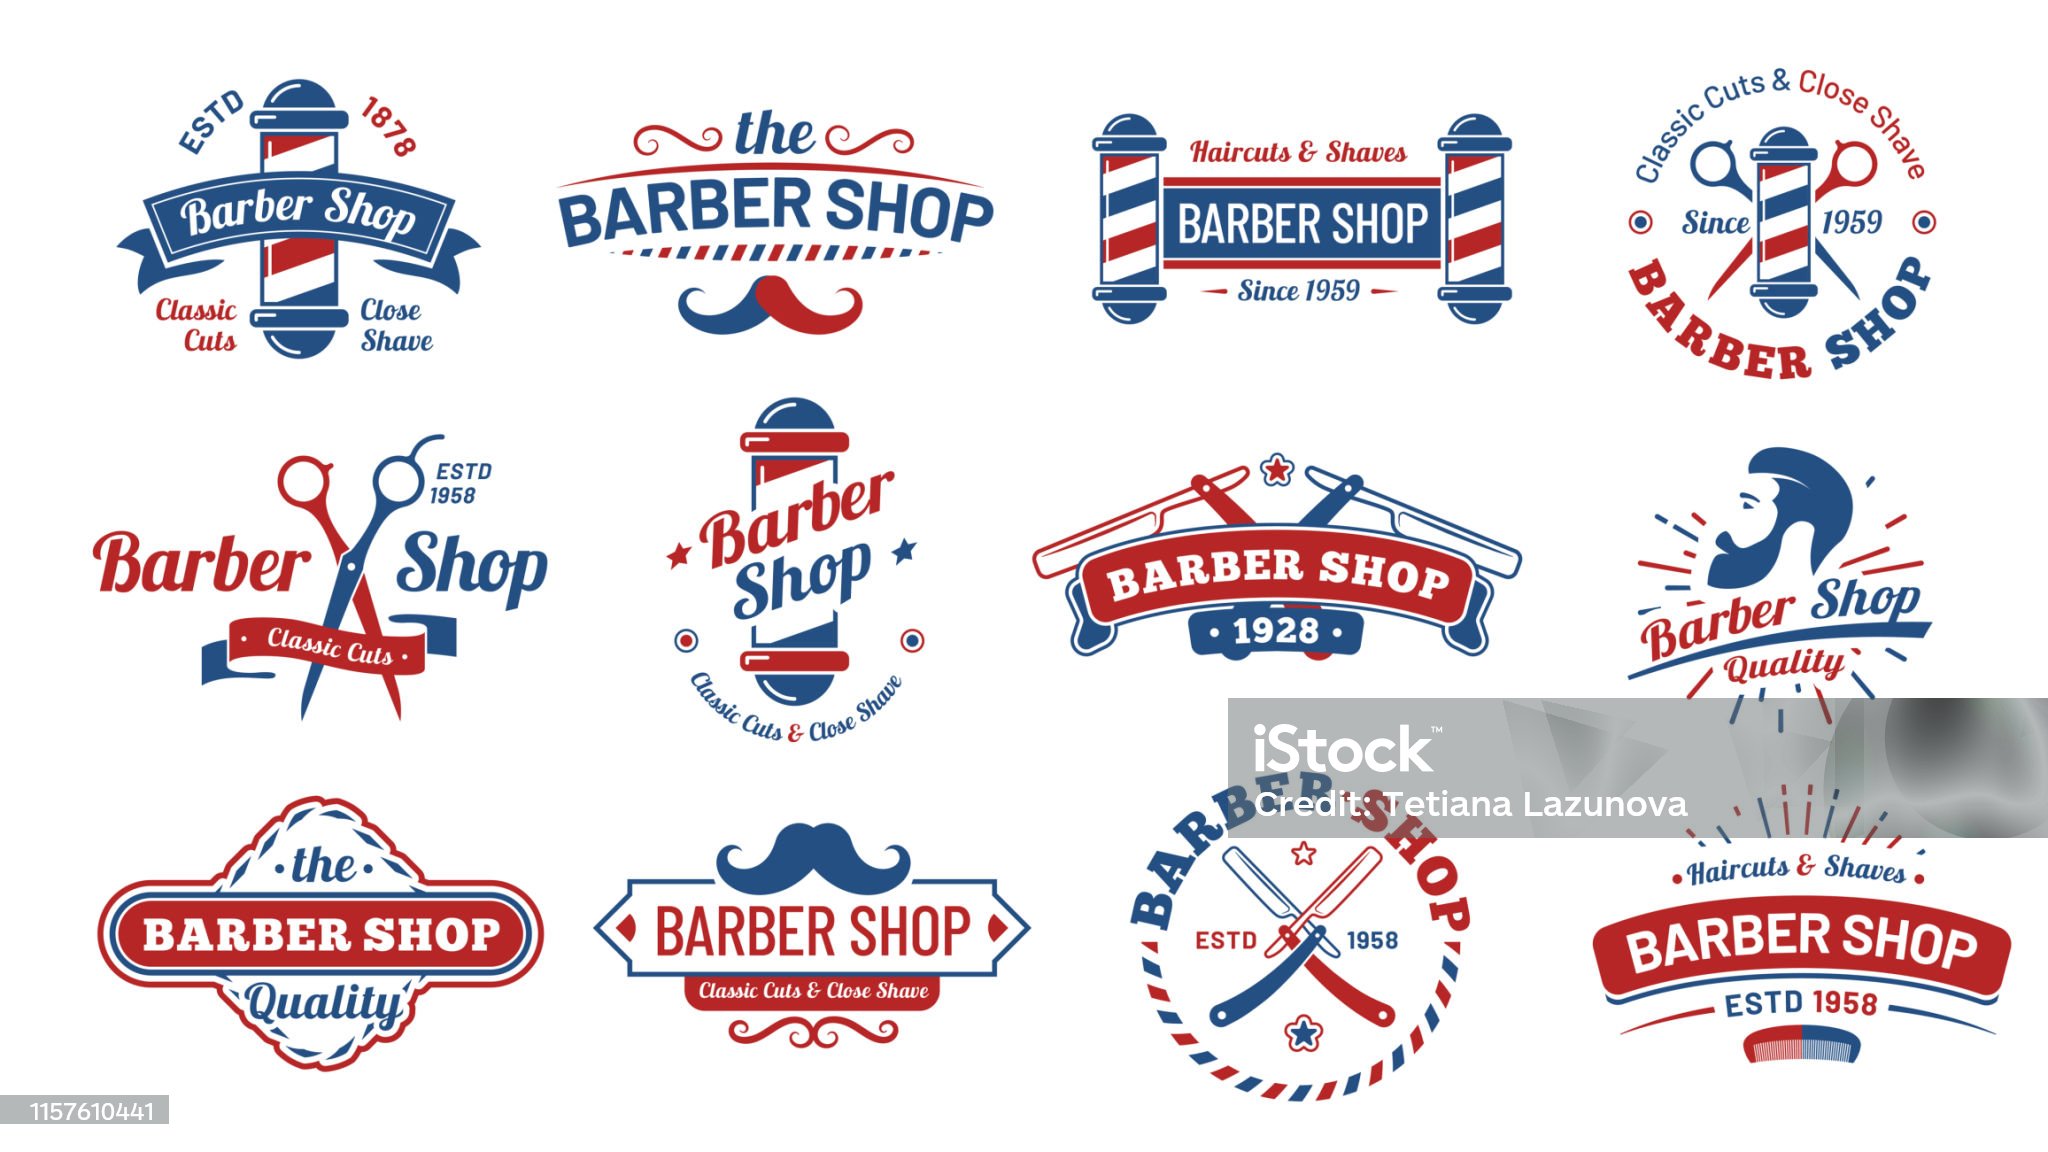 ESTD 1878
Barber Shop
Classic Cuts
Close Shave
the
BARBER SHOP
Haircuts & Shaves
BARBER SHOP
Since 1959
Classic Cuts & Close Shave
Since 1959
BARBER SHOP
ESTD
1958
Barber Shop
Classic Cuts
Barber
Shop
Classic Cuts & Close Shave
BARBER SHOP
1928
Barber Shop
Quality
iStock™
Credit: Tetiana Lazunova
the
BARBER SHOP
Quality
BARBER SHOP
Classic Cuts & Close Shave
BARBER SHOP
ESTD 1958
Haircuts & Shaves
BARBER SHOP
ESTD 1958
1157610441